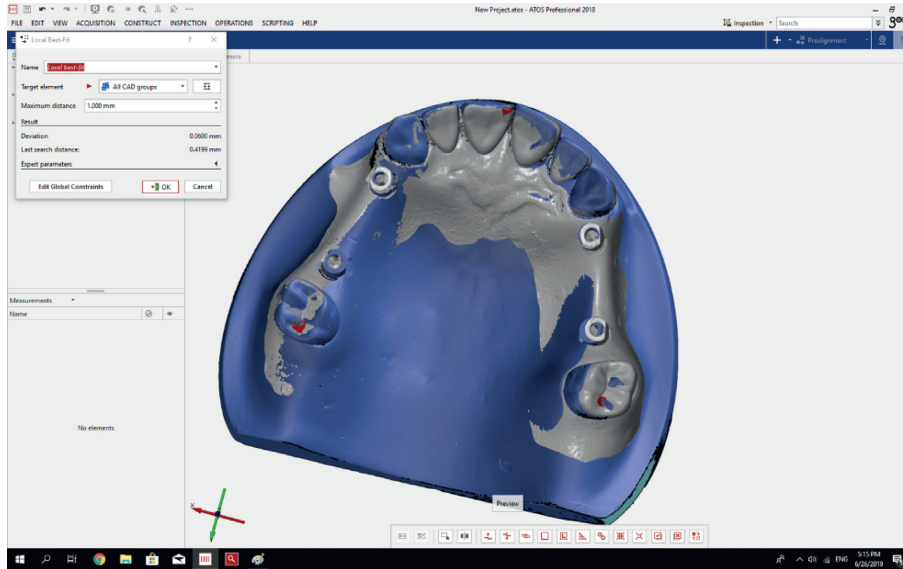 New Project.atos - ATOS Professional 2018
FILE EDIT VIEW ACQUISITION CONSTRUCT INSPECTION OPERATIONS SCRIPTING HELP
Inspection
Search
Prealignment
Local Best-Fit ? ×
Name Local best-fit
Target element All CAD groups
Maximum distance 1.000 mm
Result
Deviation 0.0600 mm
Last search distance: 0.4199 mm
Expert parameters
Edit Global Constraints OK Cancel
Measurements
Name
No elements
x
Preview
ENG
5:15 PM
6/26/2019